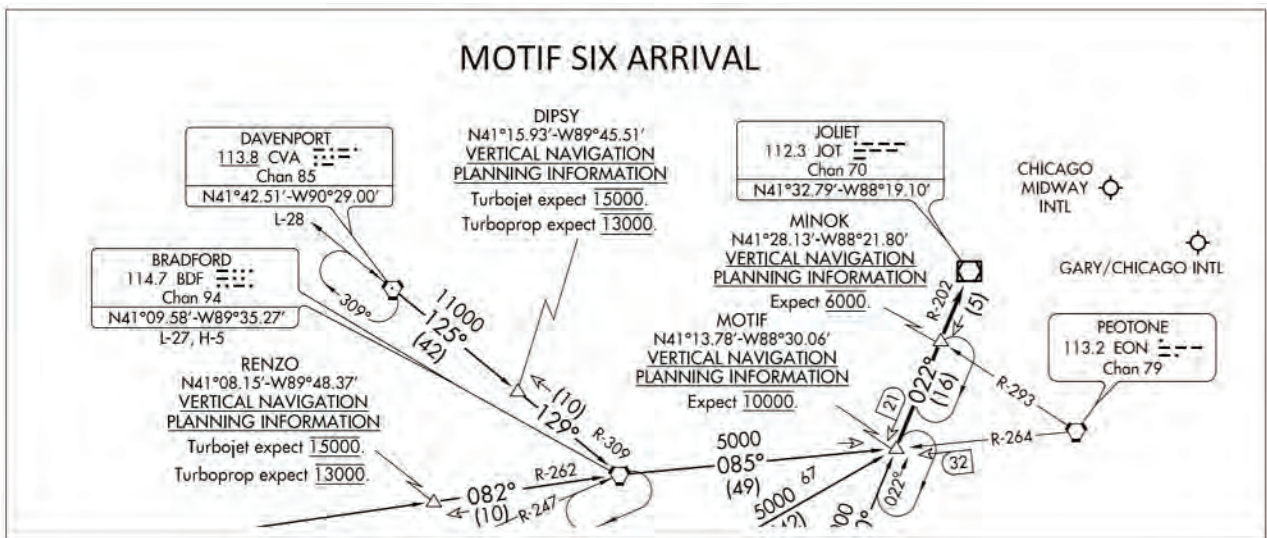 MOTIF SIX ARRIVAL
DAVENPORT
113.8 CVA
Chan 85
N41°42.51'-W90°29.00'
L-28
DIPSY
N41°15.93'-W89°45.51'
VERTICAL NAVIGATION
PLANNING INFORMATION
Turbojet expect 15000.
Turboprop expect 13000.
JOLIET
112.3 JOT
Chan 70
N41°32.79'-W88°19.10'
CHICAGO
MIDWAY
INTL
GARY/CHICAGO INTL
MINOK
N41°28.13'-W88°21.80'
VERTICAL NAVIGATION
PLANNING INFORMATION
Expect 6000.
BRADFORD
114.7 BDF
Chan 94
N41°09.58'-W89°35.27'
L-27, H-5
309°
11000
125°
(42)
R-202
(5)
PEOTONE
113.2 EON
Chan 79
MOTIF
N41°13.78'-W88°30.06'
VERTICAL NAVIGATION
PLANNING INFORMATION
Expect 10000.
RENZO
N41°08.15'-W89°48.37'
VERTICAL NAVIGATION
PLANNING INFORMATION
Turbojet expect 15000.
Turboprop expect 13000.
(10)
129°
R-309
022°
(16)
21
R-293
R-264
32
5000
085°
(49)
R-262
082°
(10)
R-247
5000
67
022°